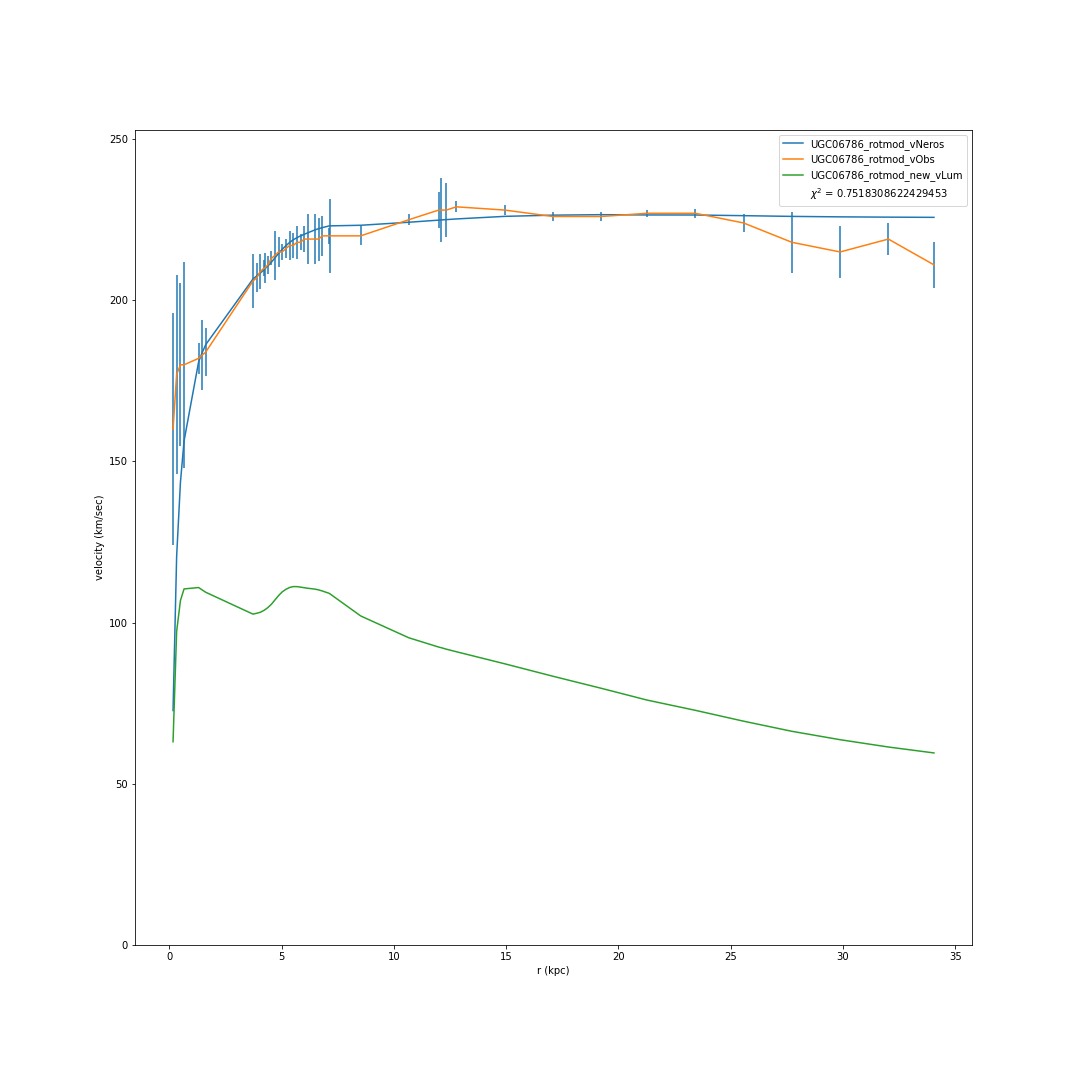 250
200
150
100
50
0
velocity (km/sec)
UGC06786_rotmod_vNeros
UGC06786_rotmod_vObs
UGC06786_rotmod_new_vLum
χ² = 0.7518308622429453
0 5 10 15 20 25 30 35
r (kpc)